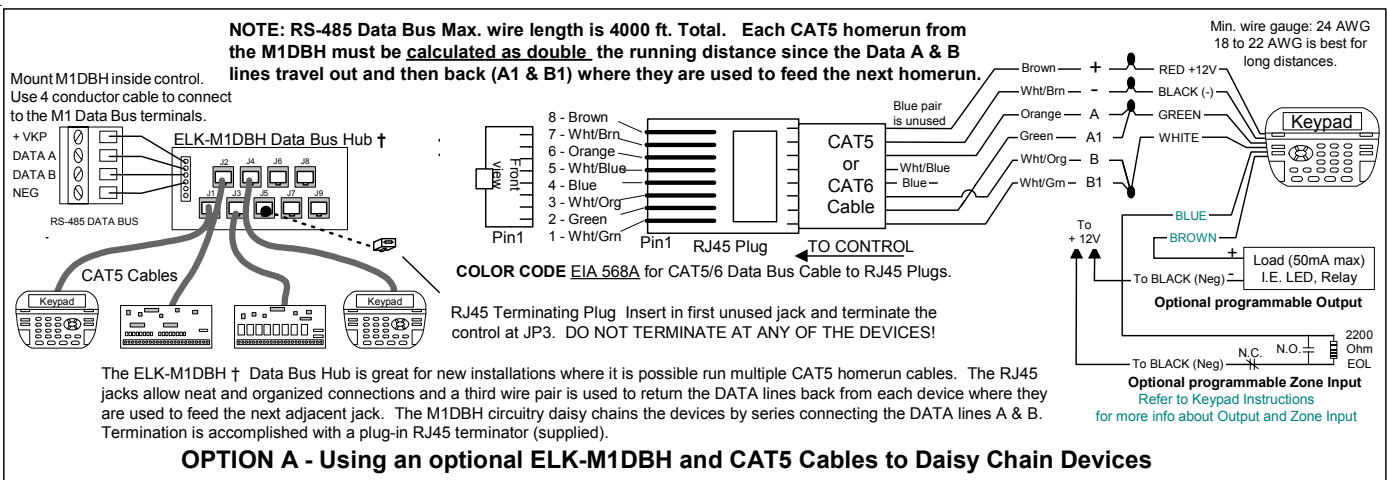 NOTE: RS-485 Data Bus Max. wire length is 4000 ft. Total. Each CAT5 homerun from
the M1DBH must be calculated as double the running distance since the Data A & B
lines travel out and then back (A1 & B1) where they are used to feed the next homerun.
Min. wire gauge: 24 AWG
18 to 22 AWG is best for
long distances.
Mount M1DBH inside control.
Use 4 conductor cable to connect
to the M1 Data Bus terminals.
+ VKP
DATA A
DATA B
NEG
RS-485 DATA BUS
ELK-M1DBH Data Bus Hub †
J2 J4 J6 J8
J1 J3 J5 J7 J9
CAT5 Cables
Keypad
Keypad
Front
View
Pin1
8 - Brown
7 - Wht/Brn
6 - Orange
5 - Wht/Blue
4 - Blue
3 - Wht/Org
2 - Green
1 - Wht/Grn
Pin1
RJ45 Plug
TO CONTROL
CAT5
or
CAT6
Cable
Blue pair
is unused
Wht/Blue
Blue
Brown + RED +12V
Wht/Brn - BLACK (-)
Orange A GREEN
Green A1 WHITE
Wht/Org B
Wht/Grn B1
Keypad
BLUE
BROWN
To
+ 12V
+
Load (50mA max)
I.E. LED, Relay
To BLACK (Neg) -
Optional programmable Output
N.O.
2200
Ohm
EOL
To BLACK (Neg) N.C.
Optional programmable Zone Input
Refer to Keypad Instructions
for more info about Output and Zone Input
COLOR CODE EIA 568A for CAT5/6 Data Bus Cable to RJ45 Plugs.
RJ45 Terminating Plug Insert in first unused jack and terminate the
control at JP3. DO NOT TERMINATE AT ANY OF THE DEVICES!
The ELK-M1DBH † Data Bus Hub is great for new installations where it is possible run multiple CAT5 homerun cables. The RJ45
jacks allow neat and organized connections and a third wire pair is used to return the DATA lines back from each device where they
are used to feed the next adjacent jack. The M1DBH circuitry daisy chains the devices by series connecting the DATA lines A & B.
Termination is accomplished with a plug-in RJ45 terminator (supplied).
OPTION A - Using an optional ELK-M1DBH and CAT5 Cables to Daisy Chain Devices